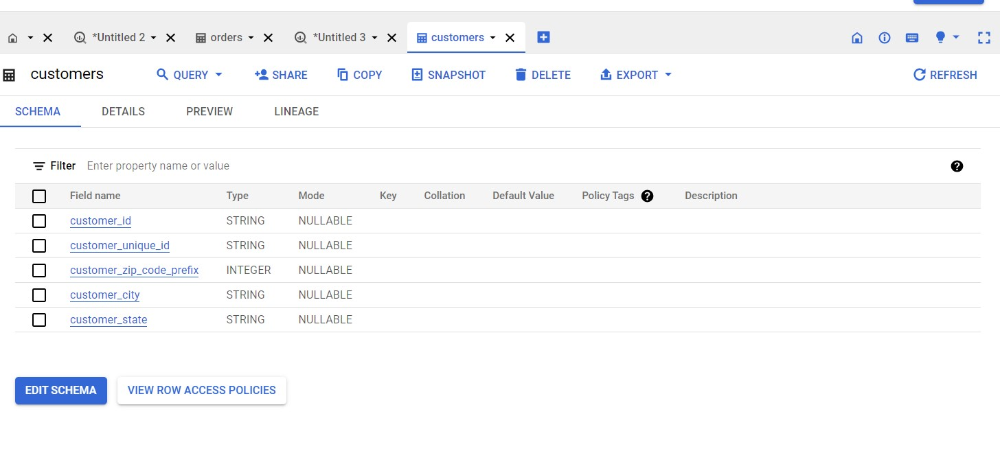 *Untitled 2 orders *Untitled 3 customers
customers QUERY SHARE COPY SNAPSHOT DELETE EXPORT REFRESH
SCHEMA DETAILS PREVIEW LINEAGE
Filter Enter property name or value
Field name Type Mode Key Collation Default Value Policy Tags Description
customer_id STRING NULLABLE
customer_unique_id STRING NULLABLE
customer_zip_code_prefix INTEGER NULLABLE
customer_city STRING NULLABLE
customer_state STRING NULLABLE
EDIT SCHEMA VIEW ROW ACCESS POLICIES